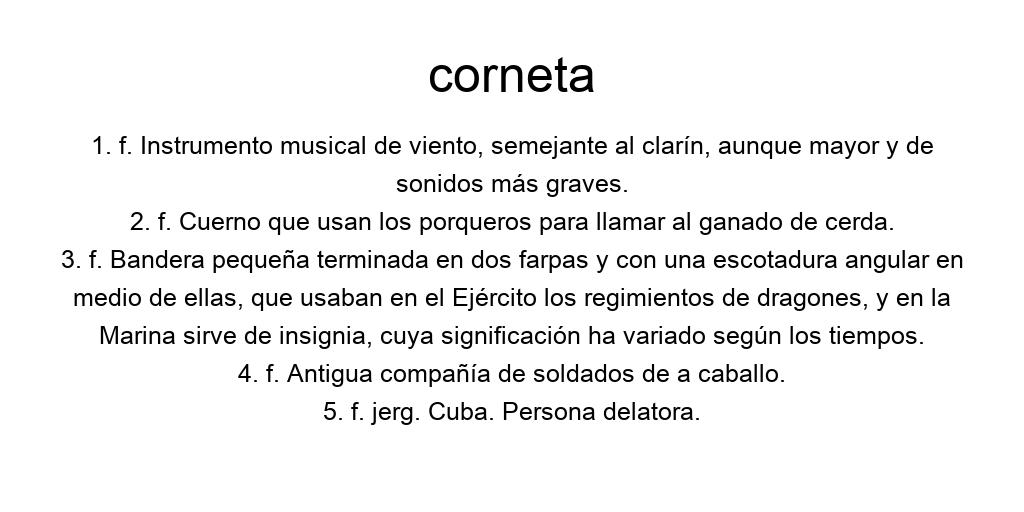 corneta
1. f. Instrumento musical de viento, semejante al clarín, aunque mayor y de
sonidos más graves.
2. f. Cuerno que usan los porqueros para llamar al ganado de cerda.
3. f. Bandera pequeña terminada en dos farpas y con una escotadura angular en
medio de ellas, que usaban en el Ejército los regimientos de dragones, y en la
Marina sirve de insignia, cuya significación ha variado según los tiempos.
4. f. Antigua compañía de soldados de a caballo.
5. f. jerg. Cuba. Persona delatora.